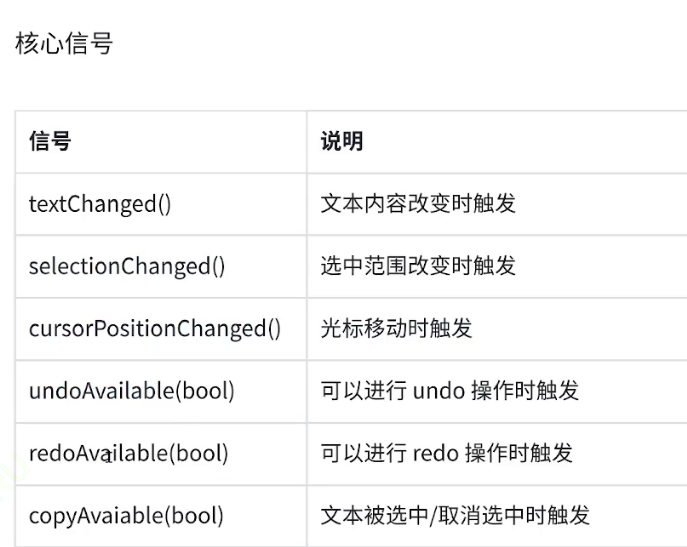 核心信号
信号 说明
textChanged() 文本内容改变时触发
selectionChanged() 选中范围改变时触发
cursorPositionChanged() 光标移动时触发
undoAvailable(bool) 可以进行 undo 操作时触发
redoAvailable(bool) 可以进行 redo 操作时触发
copyAvaiable(bool) 文本被选中/取消选中时触发